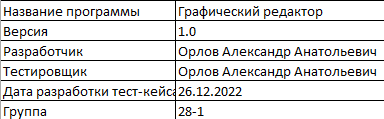 Название программы Графический редактор
Версия 1.0
Разработчик Орлов Александр Анатольевич
Тестировщик Орлов Александр Анатольевич
Дата разработки тест-кейса 26.12.2022
Группа 28-1